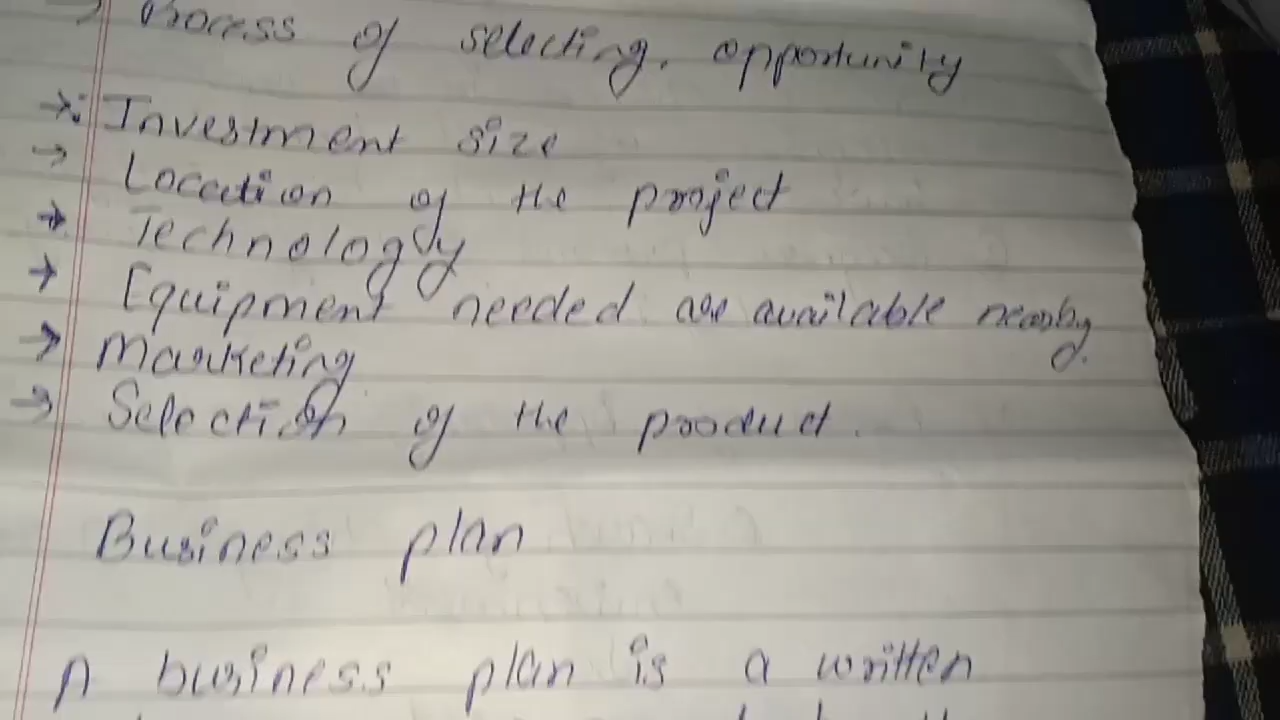 → Process of selecting, opportunity
→ Investment size
→ Location of the project
→ Technology
→ Equipment needed are available nearby.
→ Marketing
→ Selection of the product.
Business plan
A business plan is a written